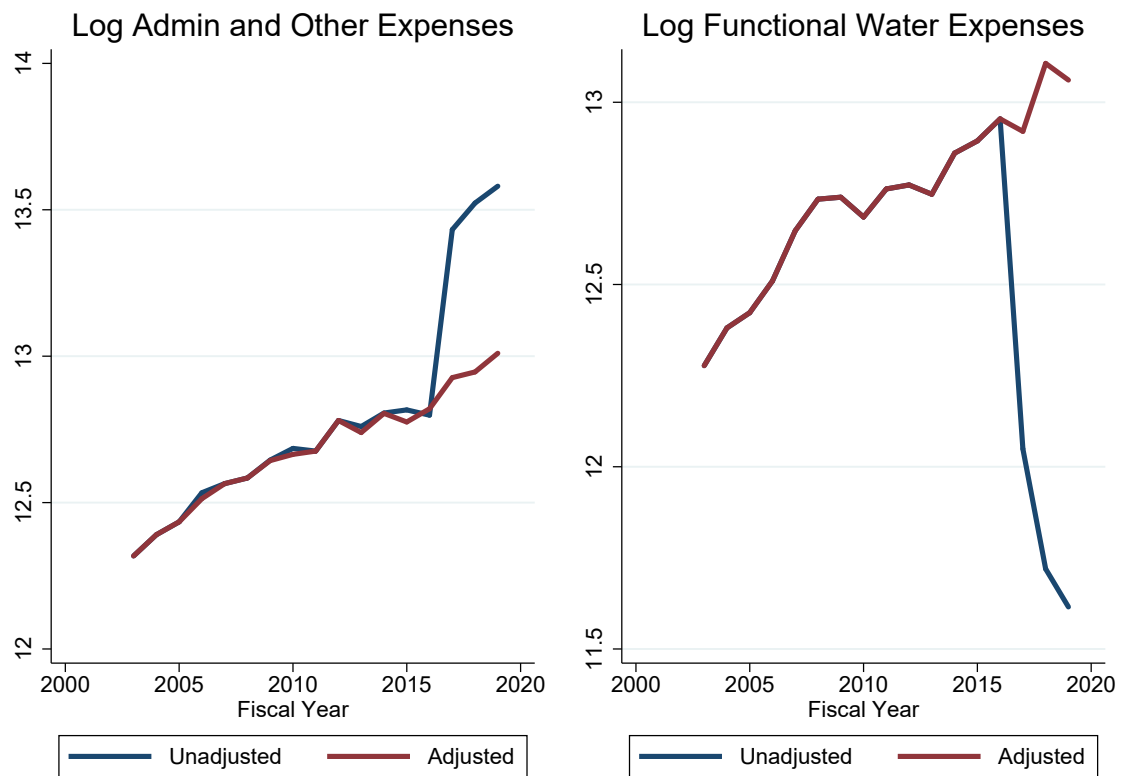 Log Admin and Other Expenses
14
13.5
13
12.5
12
2000 2005 2010 2015 2020
Fiscal Year
Unadjusted Adjusted
Log Functional Water Expenses
13
12.5
12
11.5
2000 2005 2010 2015 2020
Fiscal Year
Unadjusted Adjusted